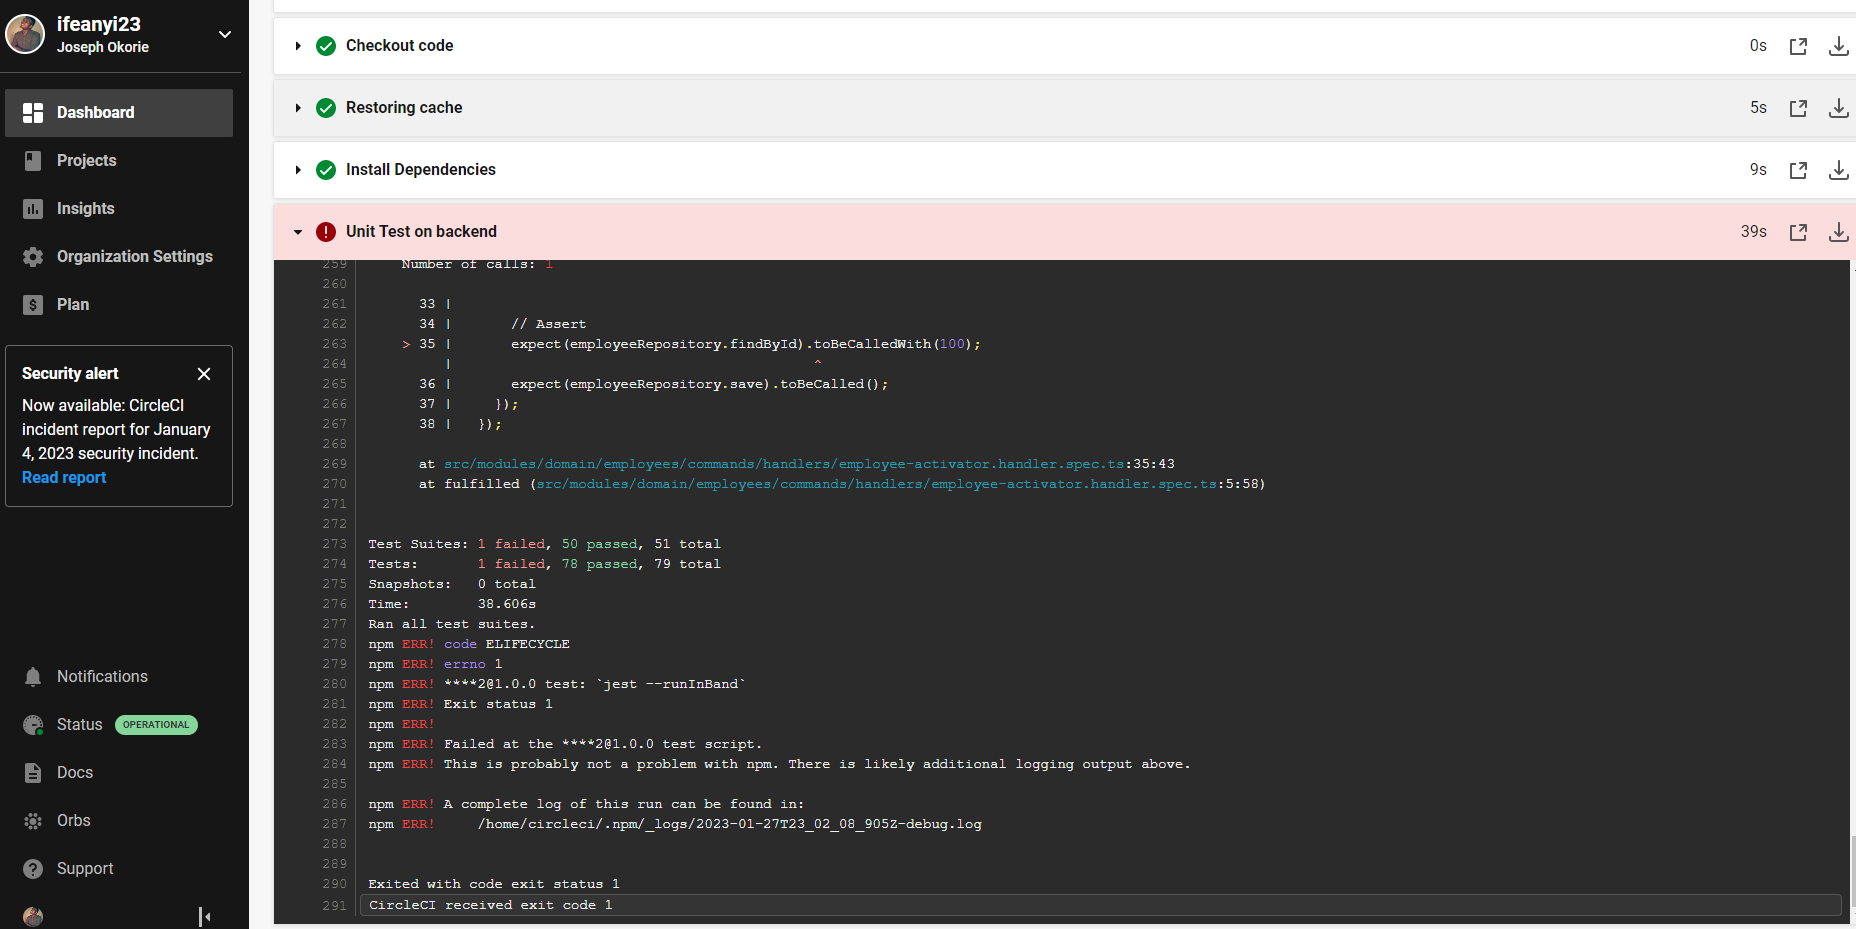 ifeanyi23
Joseph Okorie
Dashboard
Projects
Insights
Organization Settings
Plan
Security alert
Now available: CircleCI
incident report for January
4, 2023 security incident.
Read report
Notifications
Status OPERATIONAL
Docs
Orbs
Support
Checkout code 0s
Restoring cache 5s
Install Dependencies 9s
Unit Test on backend 39s
259 Number of calls: 1
260
261 33 |
262 34 | // Assert
263 > 35 | expect(employeeRepository.findById).toBeCalledWith(100);
264 | ^
265 36 | expect(employeeRepository.save).toBeCalled();
266 37 | });
267 38 | });
268
269 at src/modules/domain/employees/commands/handlers/employee-activator.handler.spec.ts:35:43
270 at fulfilled (src/modules/domain/employees/commands/handlers/employee-activator.handler.spec.ts:5:58)
271
272
273 Test Suites: 1 failed, 50 passed, 51 total
274 Tests: 1 failed, 78 passed, 79 total
275 Snapshots: 0 total
276 Time: 38.606s
277 Ran all test suites.
278 npm ERR! code ELIFECYCLE
279 npm ERR! errno 1
280 npm ERR! ****2@1.0.0 test: `jest --runInBand`
281 npm ERR! Exit status 1
282 npm ERR!
283 npm ERR! Failed at the ****2@1.0.0 test script.
284 npm ERR! This is probably not a problem with npm. There is likely additional logging output above.
285
286 npm ERR! A complete log of this run can be found in:
287 npm ERR! /home/circleci/.npm/_logs/2023-01-27T23_02_08_905Z-debug.log
288
289
290 Exited with code exit status 1
291 CircleCI received exit code 1